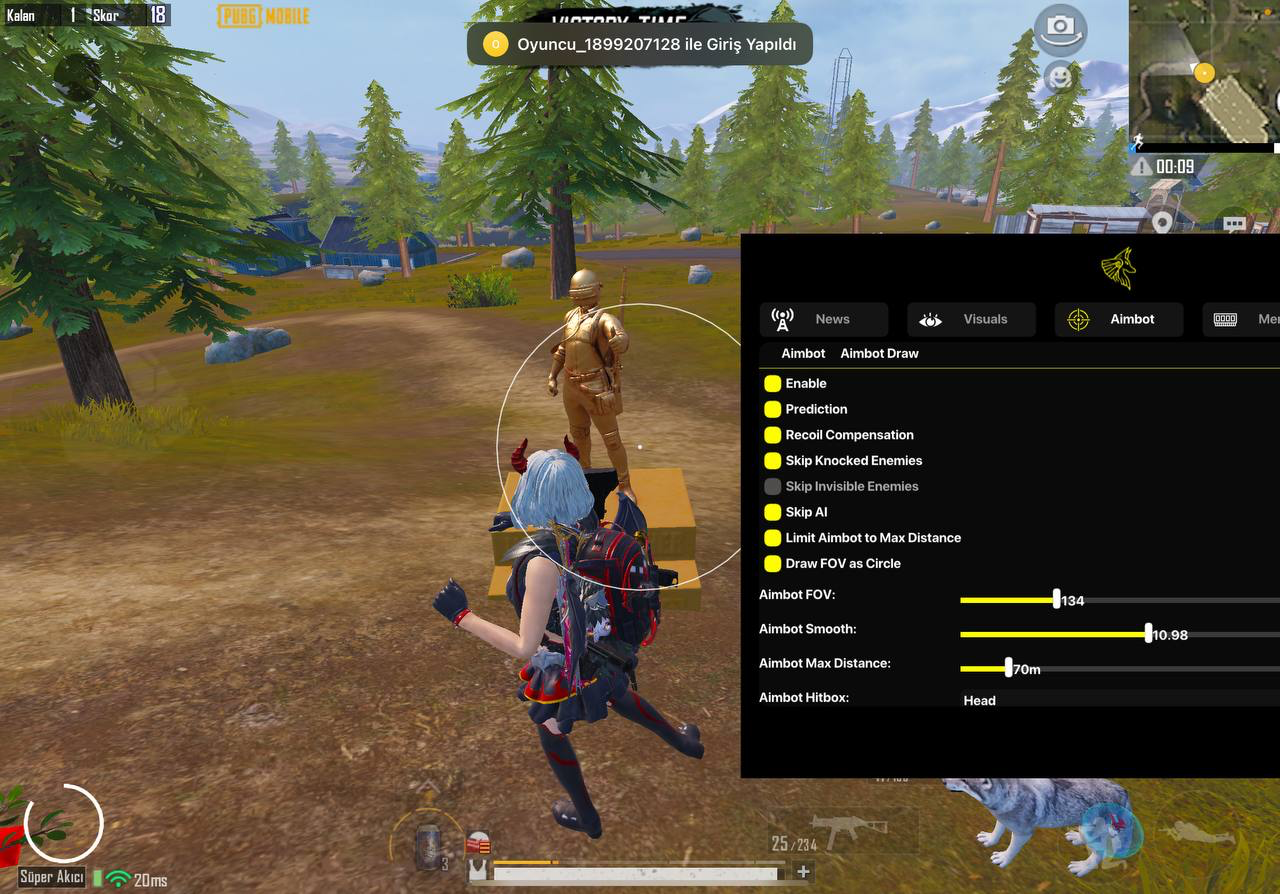 Kalan 1 Skor 18
PUBG MOBILE
VICTORY TIME
Oyuncu_1899207128 ile Giriş Yapıldı
00:09
News
Visuals
Aimbot
Aimbot Aimbot Draw
Enable
Prediction
Recoil Compensation
Skip Knocked Enemies
Skip Invisible Enemies
Skip AI
Limit Aimbot to Max Distance
Draw FOV as Circle
Aimbot FOV: 134
Aimbot Smooth: 10.98
Aimbot Max Distance: 70m
Aimbot Hitbox: Head
25/234
3
Süper Akıcı 20ms